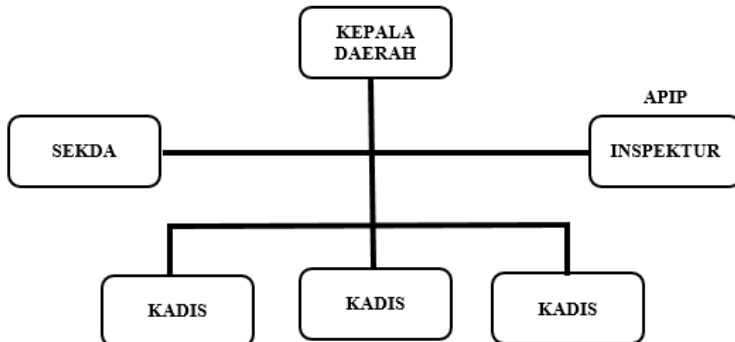 KEPALA
DAERAH
APIP
SEKDA
INSPEKTUR
KADIS
KADIS
KADIS